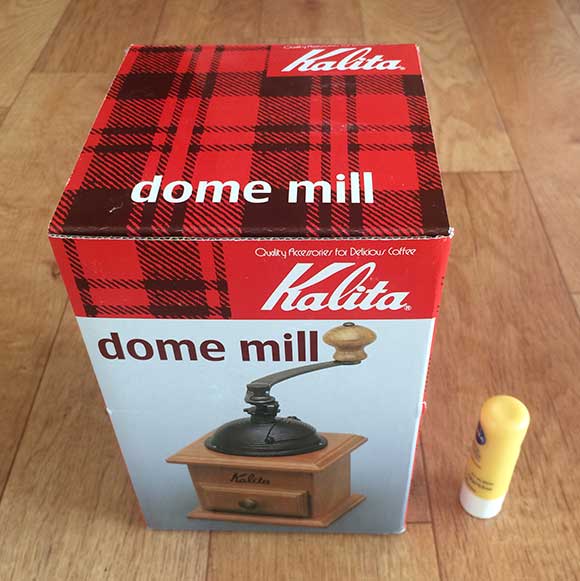 Kalita
dome mill
Quality Accessories for Delicious Coffee
Kalita
dome mill
Kalita